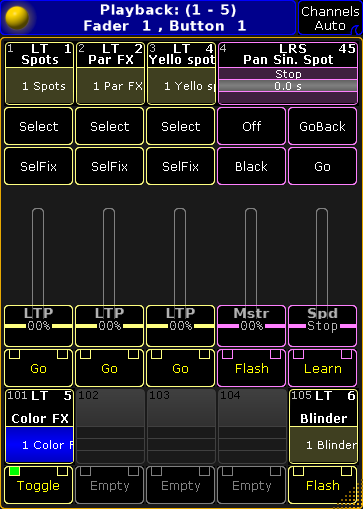 Playback: (1 - 5)
Fader 1 , Button 1
Channels
Auto
1 LT 1 2 LT 2 3 LT 4 4 LRS 45
Spots Par FX Yello spot Pan Sin. Spot
Stop
1 Spots 1 Par FX 1 Yello sp 0.0 s
Select Select Select Off GoBack
SelFix SelFix SelFix Black Go
LTP LTP LTP Mstr Spd
00% 00% 00% 00% Stop
Go Go Go Flash Learn
101 LT 5 102 103 104 105 LT 6
Color FX Blinder
1 Color F 1 Blinder
Toggle Empty Empty Empty Flash